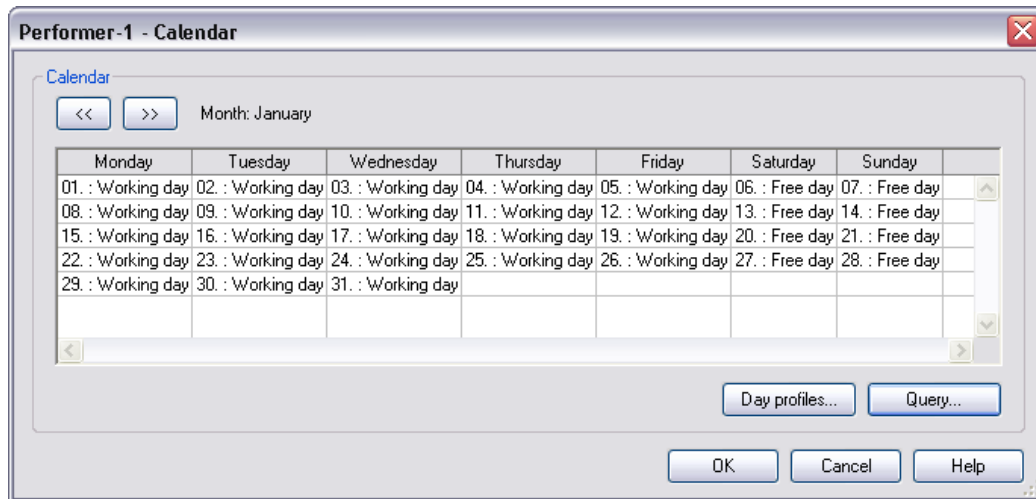 Performer-1 - Calendar
Calendar
<< >> Month: January
Monday Tuesday Wednesday Thursday Friday Saturday Sunday
01. : Working day 02. : Working day 03. : Working day 04. : Working day 05. : Working day 06. : Free day 07. : Free day
08. : Working day 09. : Working day 10. : Working day 11. : Working day 12. : Working day 13. : Free day 14. : Free day
15. : Working day 16. : Working day 17. : Working day 18. : Working day 19. : Working day 20. : Free day 21. : Free day
22. : Working day 23. : Working day 24. : Working day 25. : Working day 26. : Working day 27. : Free day 28. : Free day
29. : Working day 30. : Working day 31. : Working day
Day profiles... Query...
OK Cancel Help